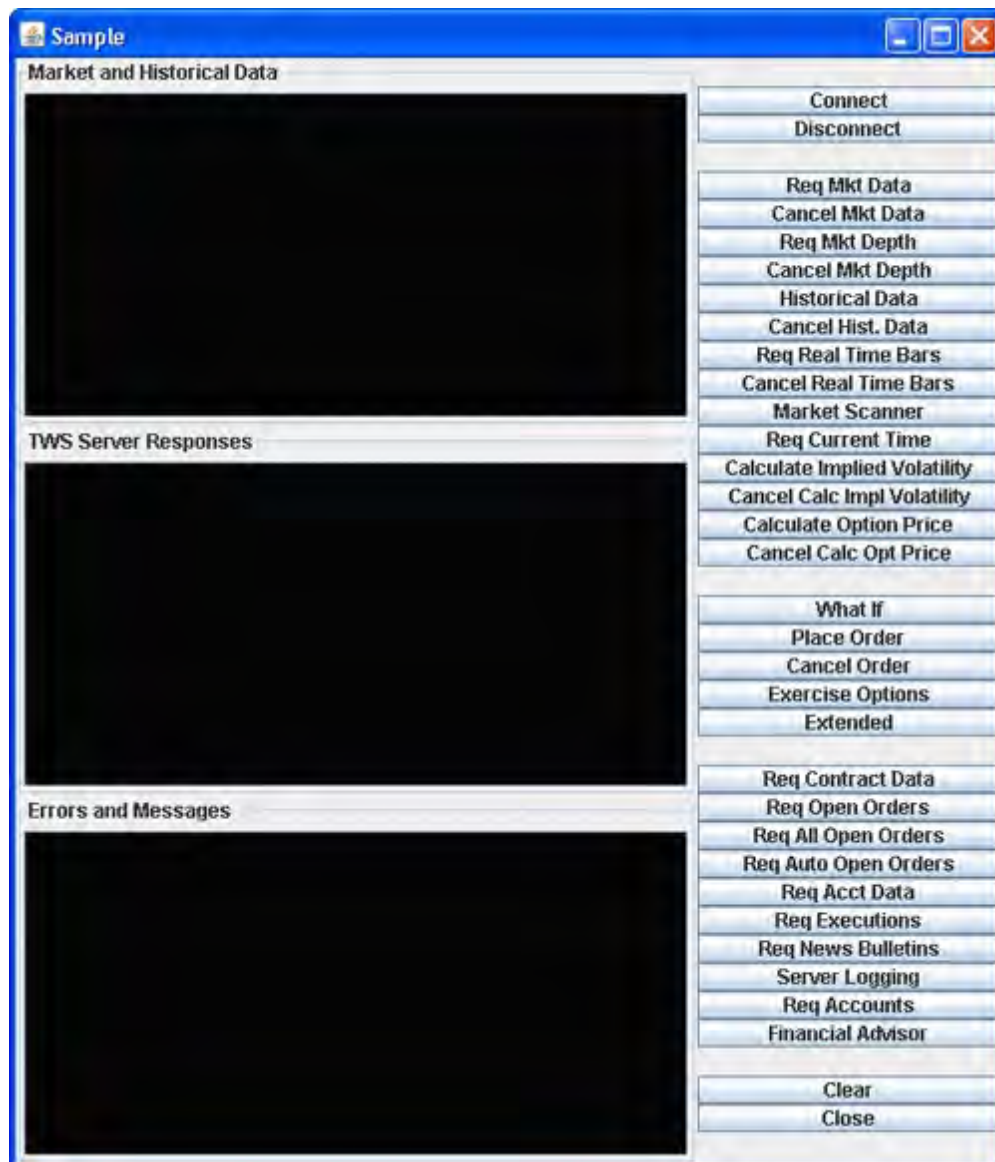 Sample
Market and Historical Data
TWS Server Responses
Errors and Messages
Connect
Disconnect
Req Mkt Data
Cancel Mkt Data
Req Mkt Depth
Cancel Mkt Depth
Historical Data
Cancel Hist. Data
Req Real Time Bars
Cancel Real Time Bars
Market Scanner
Req Current Time
Calculate Implied Volatility
Cancel Calc Impl Volatility
Calculate Option Price
Cancel Calc Opt Price
What If
Place Order
Cancel Order
Exercise Options
Extended
Req Contract Data
Req Open Orders
Req All Open Orders
Req Auto Open Orders
Req Acct Data
Req Executions
Req News Bulletins
Server Logging
Req Accounts
Financial Advisor
Clear
Close